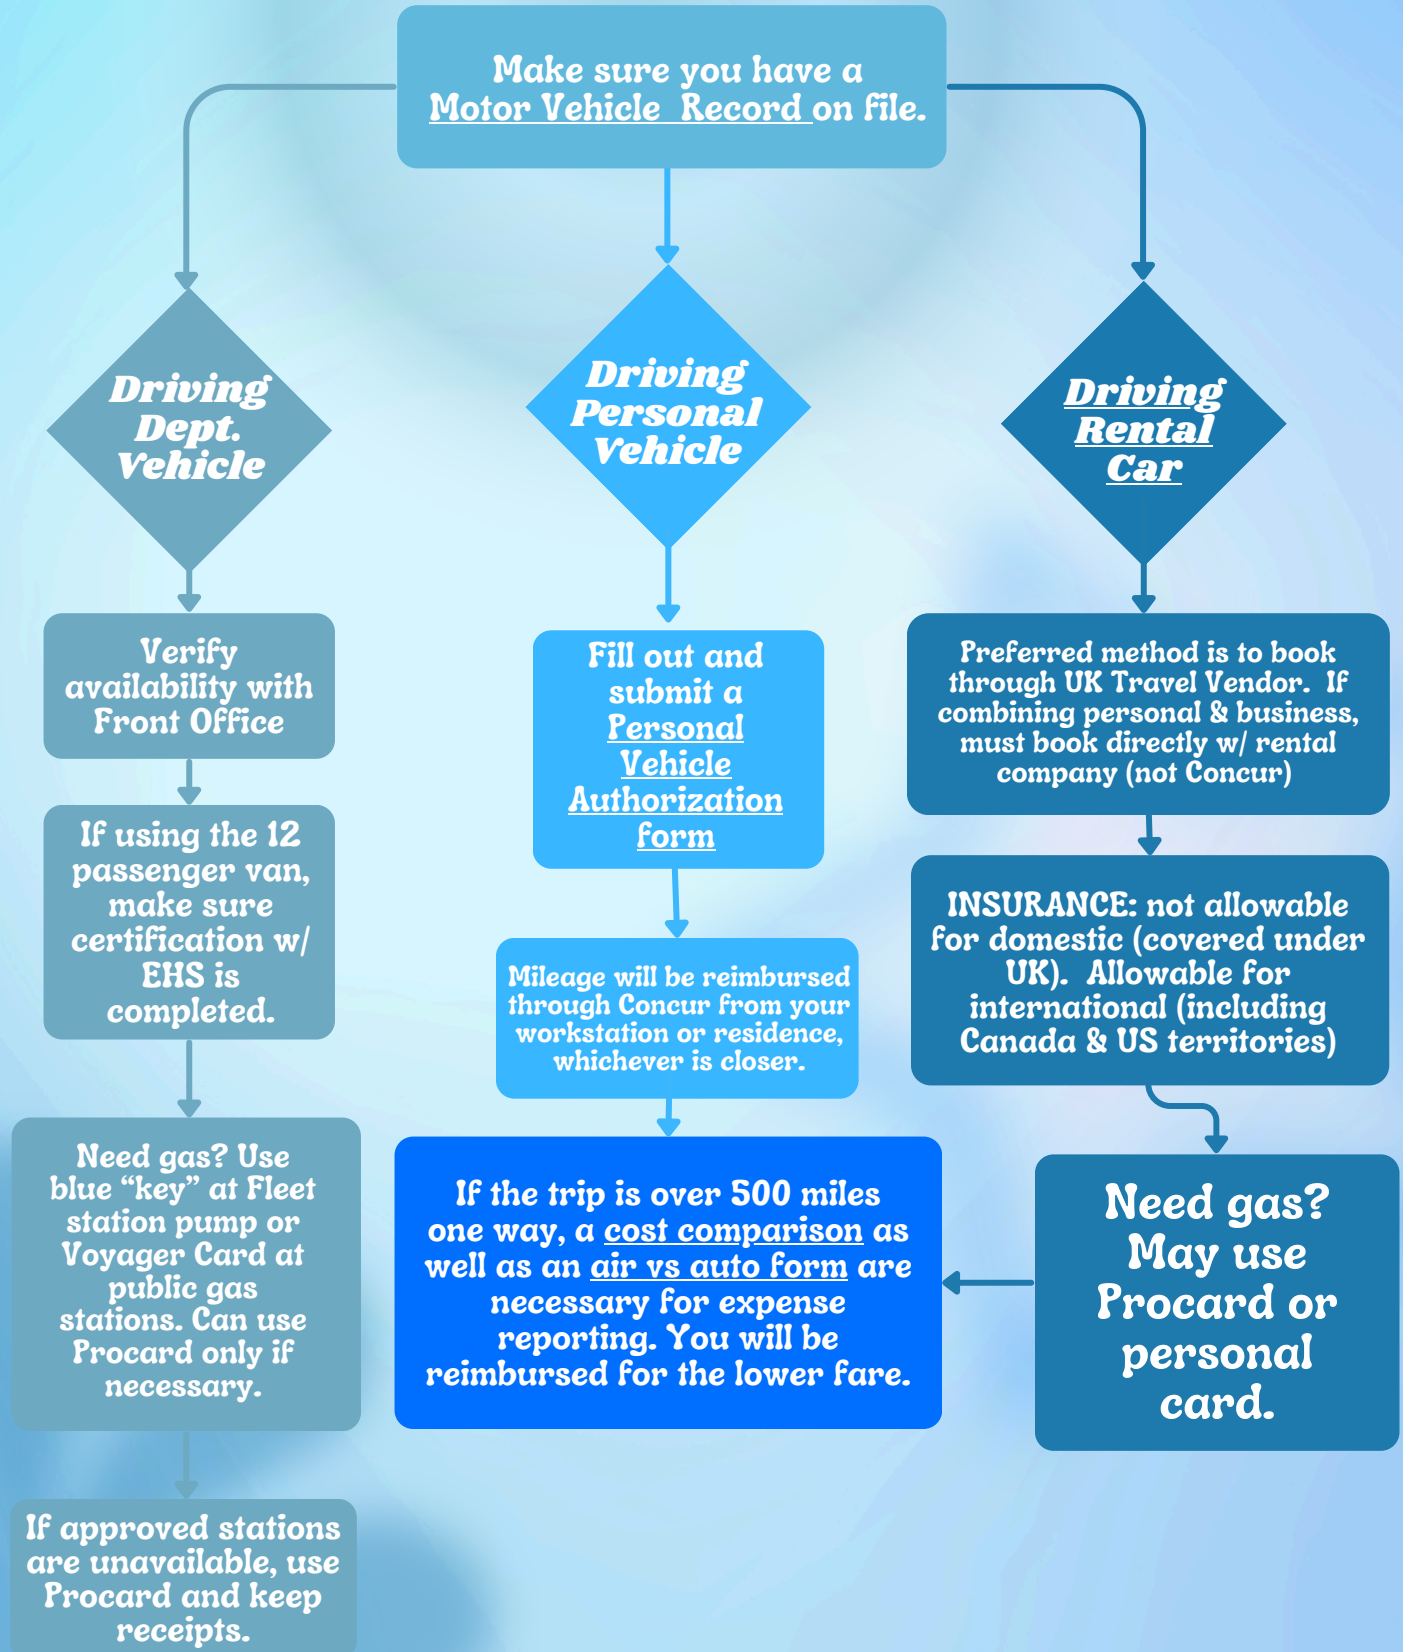 Make sure you have a
Motor Vehicle Record on file.
Driving
Dept.
Vehicle
Verify
availability with
Front Office
If using the 12
passenger van,
make sure
certification w/
EHS is
completed.
Need gas? Use
blue “key” at Fleet
station pump or
Voyager Card at
public gas
stations. Can use
Procard only if
necessary.
If approved stations
are unavailable, use
Procard and keep
receipts.
Driving
Personal
Vehicle
Fill out and
submit a
Personal
Vehicle
Authorization
form
Mileage will be reimbursed
through Concur from your
workstation or residence,
whichever is closer.
If the trip is over 500 miles
one way, a cost comparison as
well as an air vs auto form are
necessary for expense
reporting. You will be
reimbursed for the lower fare.
Driving
Rental
Car
Preferred method is to book
through UK Travel Vendor. If
combining personal & business,
must book directly w/ rental
company (not Concur)
INSURANCE: not allowable
for domestic (covered under
UK). Allowable for
international (including
Canada & US territories)
Need gas?
May use
Procard or
personal
card.